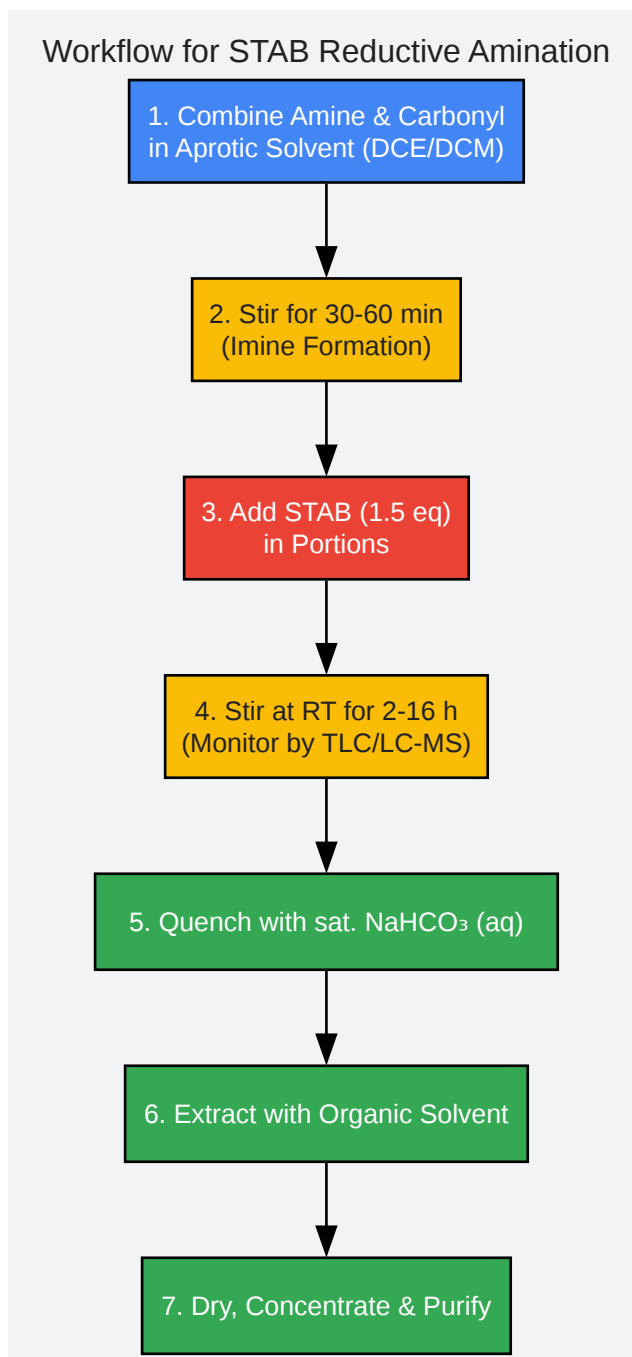 Workflow for STAB Reductive Amination
1. Combine Amine & Carbonyl
in Aprotic Solvent (DCE/DCM)
2. Stir for 30-60 min
(Imine Formation)
3. Add STAB (1.5 eq)
in Portions
4. Stir at RT for 2-16 h
(Monitor by TLC/LC-MS)
5. Quench with sat. NaHCO₃ (aq)
6. Extract with Organic Solvent
7. Dry, Concentrate & Purify